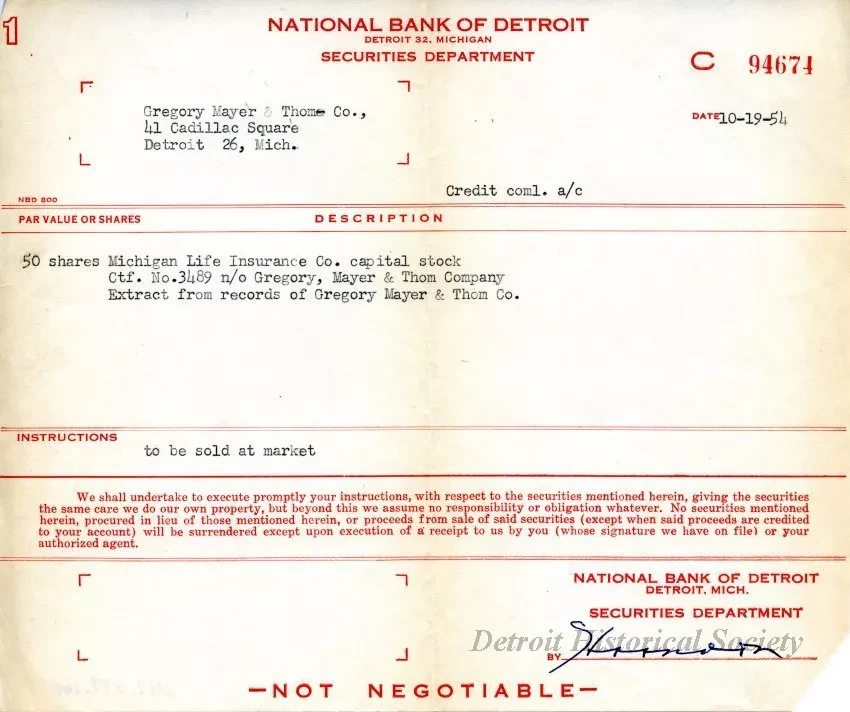 1
NATIONAL BANK OF DETROIT
DETROIT 32, MICHIGAN
SECURITIES DEPARTMENT
C 94674
Gregory Mayer & Thom Co.,
41 Cadillac Square
Detroit 26, Mich.
DATE 10-19-54
Credit coml. a/c
NBD 800
PAR VALUE OR SHARES DESCRIPTION
50 shares Michigan Life Insurance Co. capital stock
Ctf. No.3489 n/o Gregory, Mayer & Thom Company
Extract from records of Gregory Mayer & Thom Co.
INSTRUCTIONS
to be sold at market
We shall undertake to execute promptly your instructions, with respect to the securities mentioned herein, giving the securities
the same care we do our own property, but beyond this we assume no responsibility or obligation whatever. No securities mentioned
herein, procured in lieu of those mentioned herein, or proceeds from sale of said securities (except when said proceeds are credited
to your account) will be surrendered except upon execution of a receipt to us by you (whose signature we have on file) or your
authorized agent.
NATIONAL BANK OF DETROIT
DETROIT, MICH.
SECURITIES DEPARTMENT
Detroit Historical Society
BY
—NOT NEGOTIABLE—